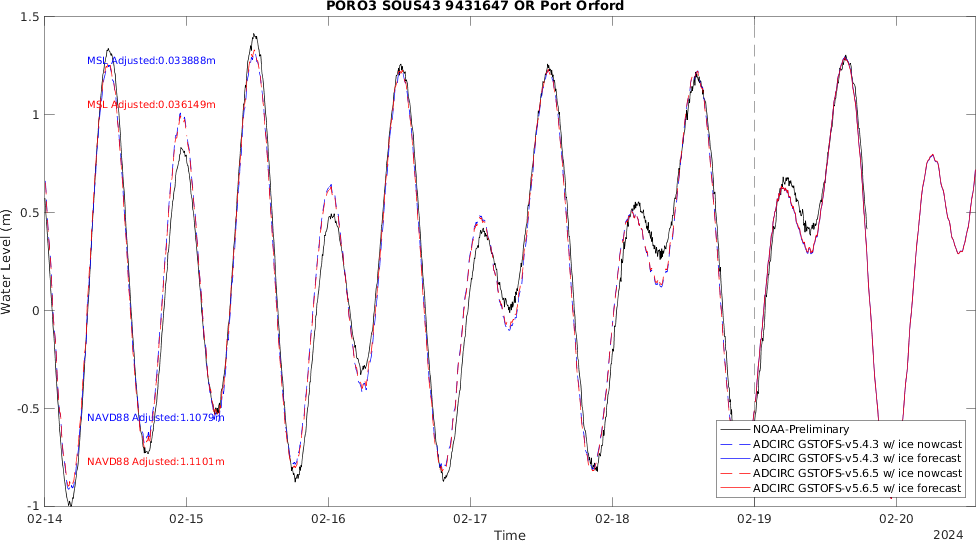 PORO3 SOUS43 9431647 OR Port Orford
Water Level (m)
1.5
1
0.5
0
-0.5
-1
MSL Adjusted:0.033888m
MSL Adjusted:0.036149m
NAVD88 Adjusted:1.1079m
NAVD88 Adjusted:1.1101m
NOAA-Preliminary
ADCIRC GSTOFS-v5.4.3 w/ ice nowcast
ADCIRC GSTOFS-v5.4.3 w/ ice forecast
ADCIRC GSTOFS-v5.6.5 w/ ice nowcast
ADCIRC GSTOFS-v5.6.5 w/ ice forecast
02-14 02-15 02-16 02-17 02-18 02-19 02-20
Time
2024